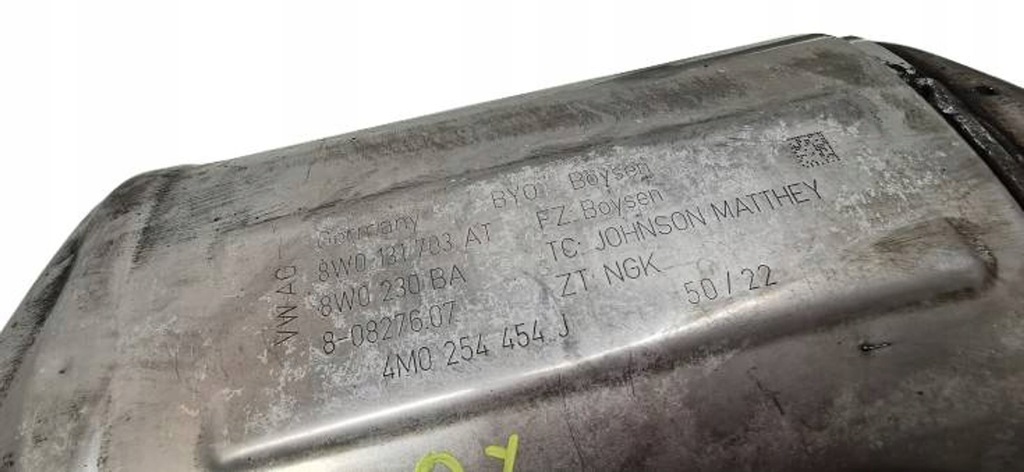 VW AG
Germany
8W0 131 703 AT
8W0 230 BA
8-08276.07
4M0 254 454 J
BYO: Boysen
PZ: Boysen
TC: JOHNSON MATTHEY
ZT NGK
50/22